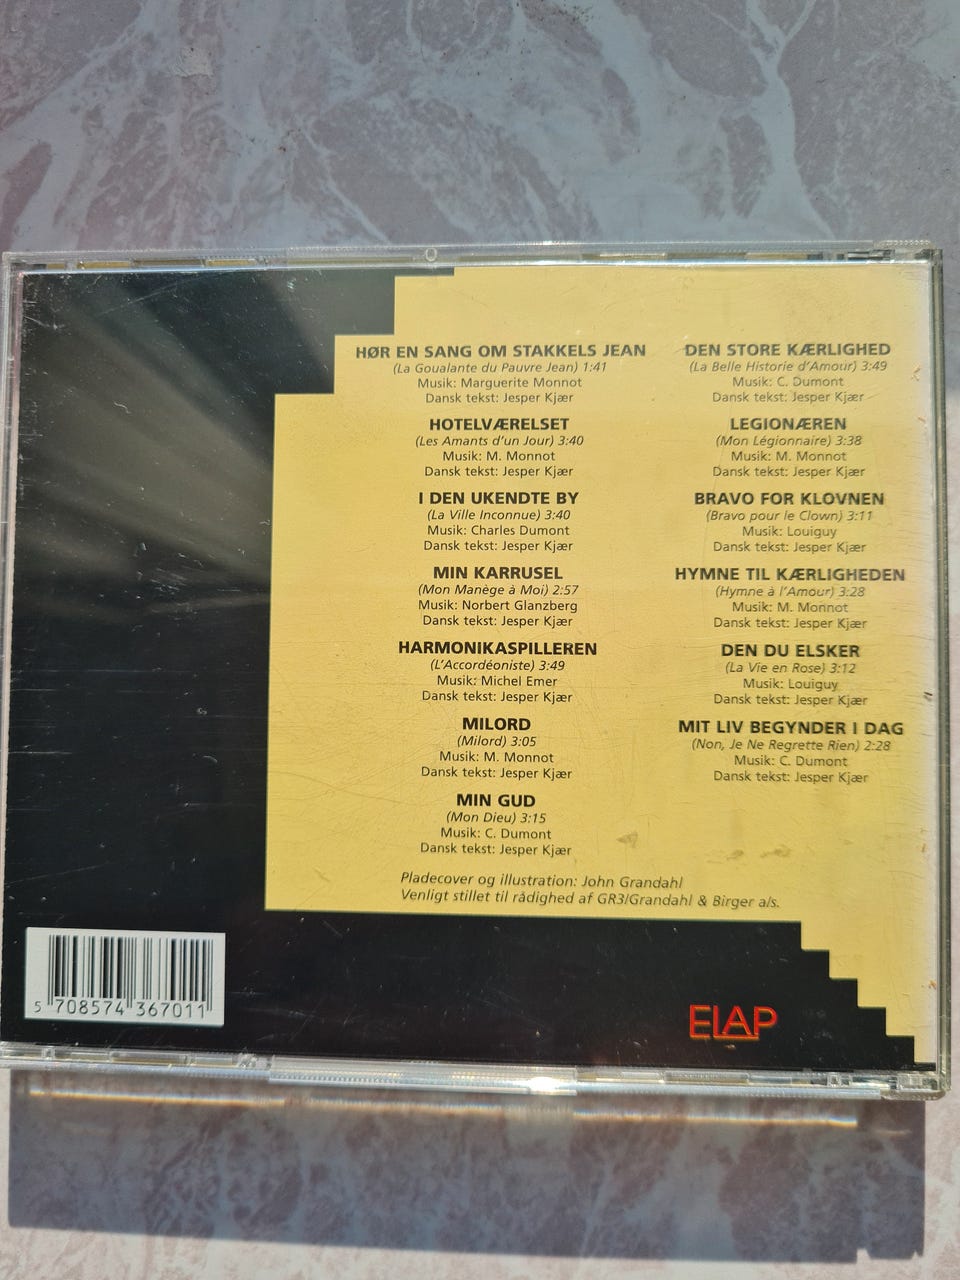 HØR EN SANG OM STAKKELS JEAN
(La Goualante du Pauvre Jean) 1:41
Musik: Marguerite Monnot
Dansk tekst: Jesper Kjær
HOTELVÆRELSET
(Les Amants d'un Jour) 3:40
Musik: M. Monnot
Dansk tekst: Jesper Kjær
I DEN UKENDTE BY
(La Ville Inconnue) 3:40
Musik: Charles Dumont
Dansk tekst: Jesper Kjær
MIN KARRUSEL
(Mon Manège à Moi) 2:57
Musik: Norbert Glanzberg
Dansk tekst: Jesper Kjær
HARMONIKASPILLEREN
(L'Accordéoniste) 3:49
Musik: Michel Emer
Dansk tekst: Jesper Kjær
MILORD
(Milord) 3:05
Musik: M. Monnot
Dansk tekst: Jesper Kjær
MIN GUD
(Mon Dieu) 3:15
Musik: C. Dumont
Dansk tekst: Jesper Kjær
DEN STORE KÆRLIGHED
(La Belle Historie d'Amour) 3:49
Musik: C. Dumont
Dansk tekst: Jesper Kjær
LEGIONÆREN
(Mon Légionnaire) 3:38
Musik: M. Monnot
Dansk tekst: Jesper Kjær
BRAVO FOR KLOVNEN
(Bravo pour le Clown) 3:11
Musik: Louiguy
Dansk tekst: Jesper Kjær
HYMNE TIL KÆRLIGHEDEN
(Hymne à l'Amour) 3:28
Musik: M. Monnot
Dansk tekst: Jesper Kjær
DEN DU ELSKER
(La Vie en Rose) 3:12
Musik: Louiguy
Dansk tekst: Jesper Kjær
MIT LIV BEGYNDER I DAG
(Non, Je Ne Regrette Rien) 2:28
Musik: C. Dumont
Dansk tekst: Jesper Kjær
Pladecover og illustration: John Grandahl
Venligt stillet til rådighed af GR3/Grandahl & Birger a/s.
5 708574 367011
ELAP